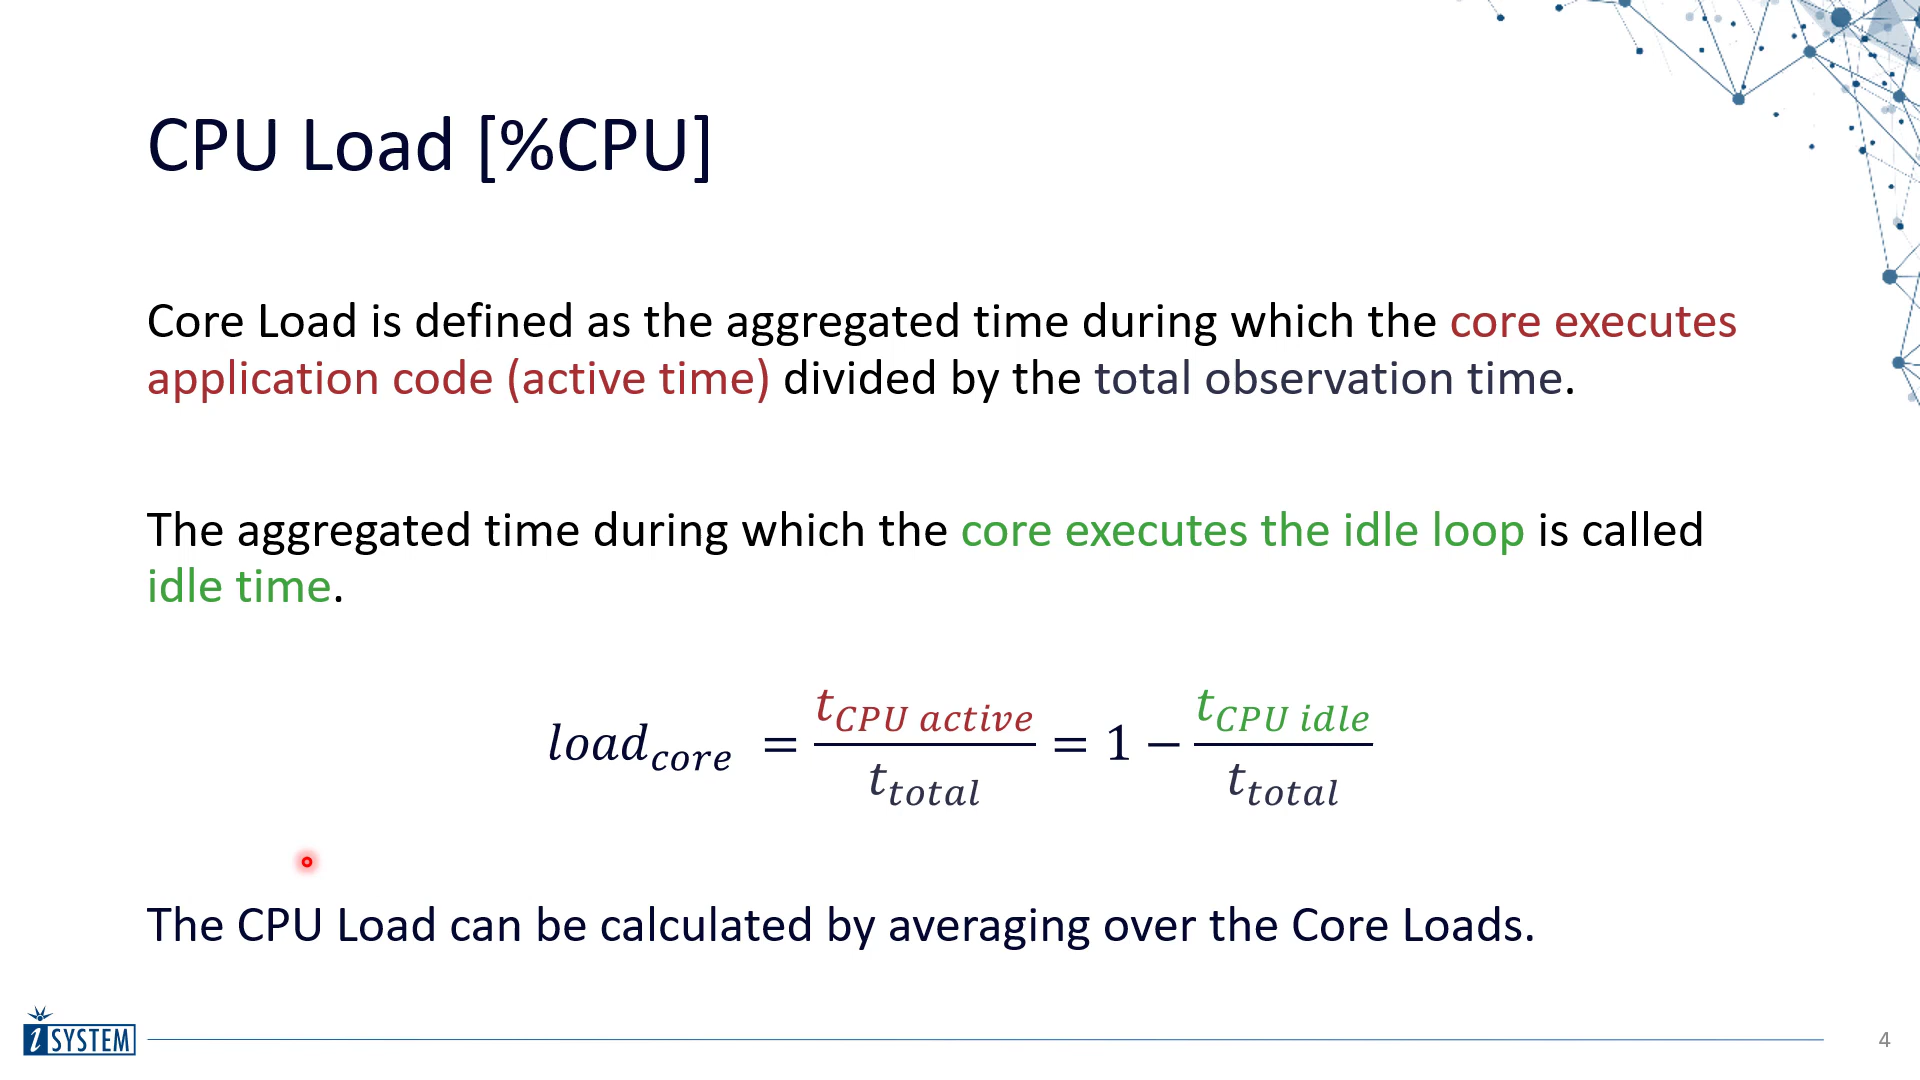 CPU Load [%CPU]
Core Load is defined as the aggregated time during which the core executes
application code (active time) divided by the total observation time.
The aggregated time during which the core executes the idle loop is called
idle time.
load_core = t_CPU active / t_total = 1 − t_CPU idle / t_total
The CPU Load can be calculated by averaging over the Core Loads.
iSYSTEM
4